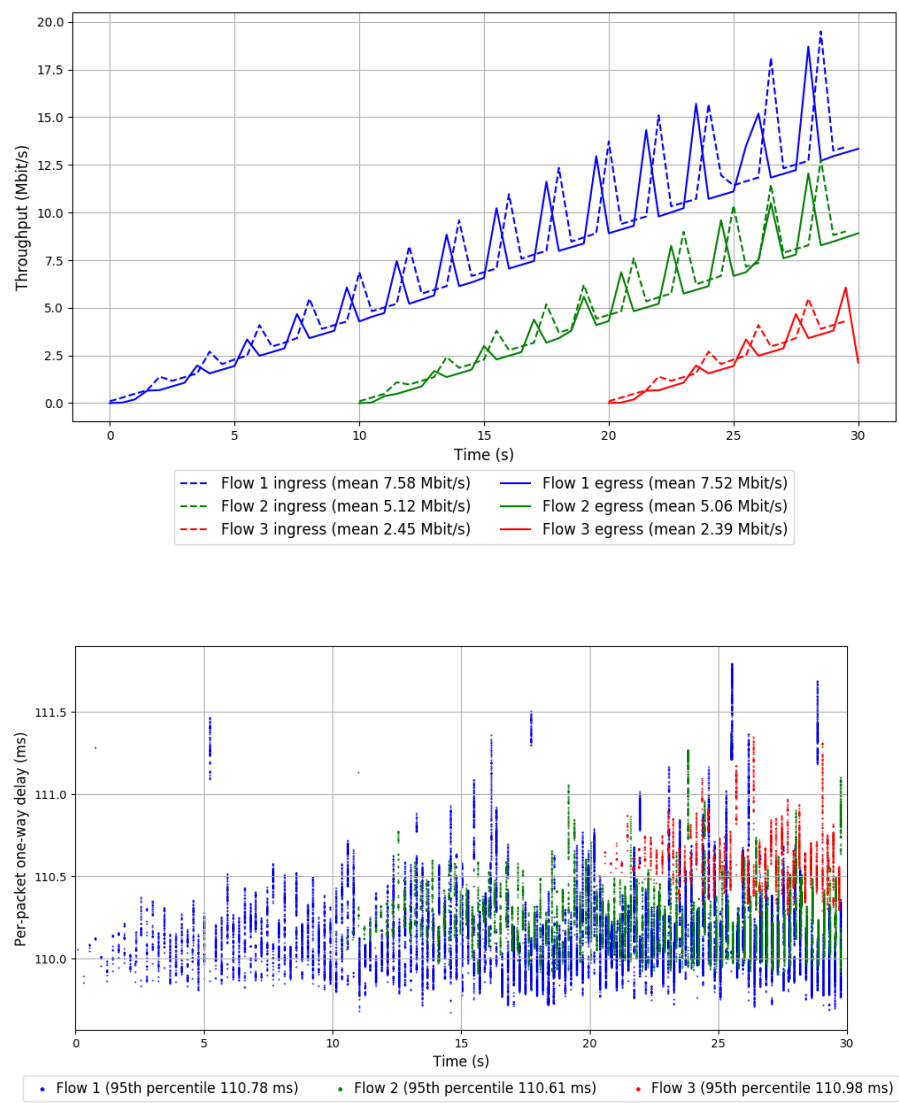 20.0
17.5
15.0
12.5
10.0
7.5
5.0
2.5
0.0
Throughput (Mbit/s)
0 5 10 15 20 25 30
Time (s)
Flow 1 ingress (mean 7.58 Mbit/s) Flow 1 egress (mean 7.52 Mbit/s)
Flow 2 ingress (mean 5.12 Mbit/s) Flow 2 egress (mean 5.06 Mbit/s)
Flow 3 ingress (mean 2.45 Mbit/s) Flow 3 egress (mean 2.39 Mbit/s)
111.5
111.0
110.5
110.0
Per-packet one-way delay (ms)
0 5 10 15 20 25 30
Time (s)
Flow 1 (95th percentile 110.78 ms) Flow 2 (95th percentile 110.61 ms) Flow 3 (95th percentile 110.98 ms)